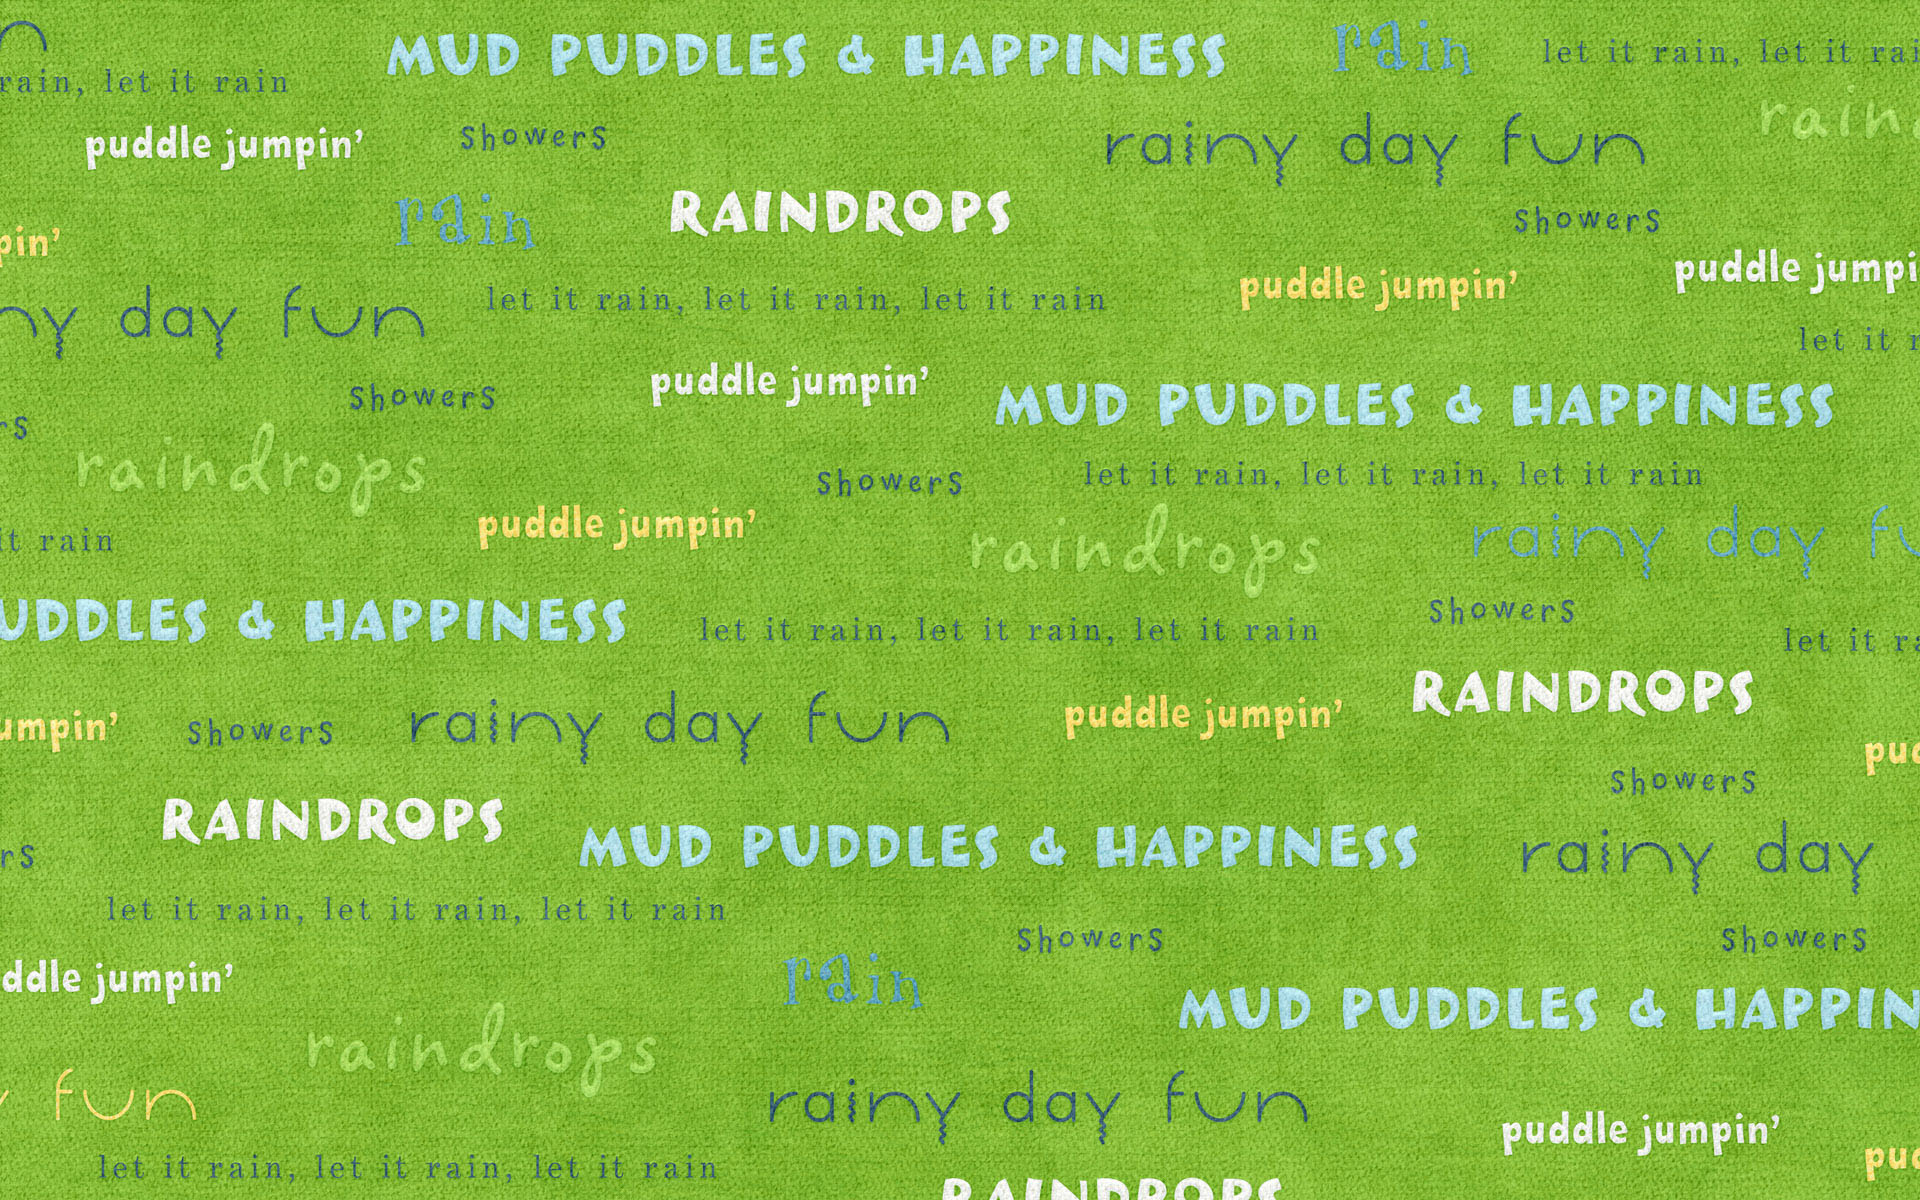 MUD PUDDLES & HAPPINESS
rain
let it rain, let it rai
rain, let it rain
puddle jumpin'
showers
rainy day fun
rain
rain
RAINDROPS
showers
pin'
puddle jumpin'
puddle jumpi
ny day fun
let it rain, let it rain, let it rain
let it r
showers
puddle jumpin'
MUD PUDDLES & HAPPINESS
rs
raindrops
showers
let it rain, let it rain, let it rain
it rain
puddle jumpin'
raindrops
rainy day fu
UDDLES & HAPPINESS
let it rain, let it rain, let it rain
showers
let it ra
RAINDROPS
umpin'
showers
rainy day fun
puddle jumpin'
pud
showers
RAINDROPS
MUD PUDDLES & HAPPINESS
rainy day
rs
let it rain, let it rain, let it rain
showers
showers
ddle jumpin'
rain
MUD PUDDLES & HAPPIN
raindrops
y fun
rainy day fun
puddle jumpin'
pud
let it rain, let it rain, let it rain
RAINDROPS